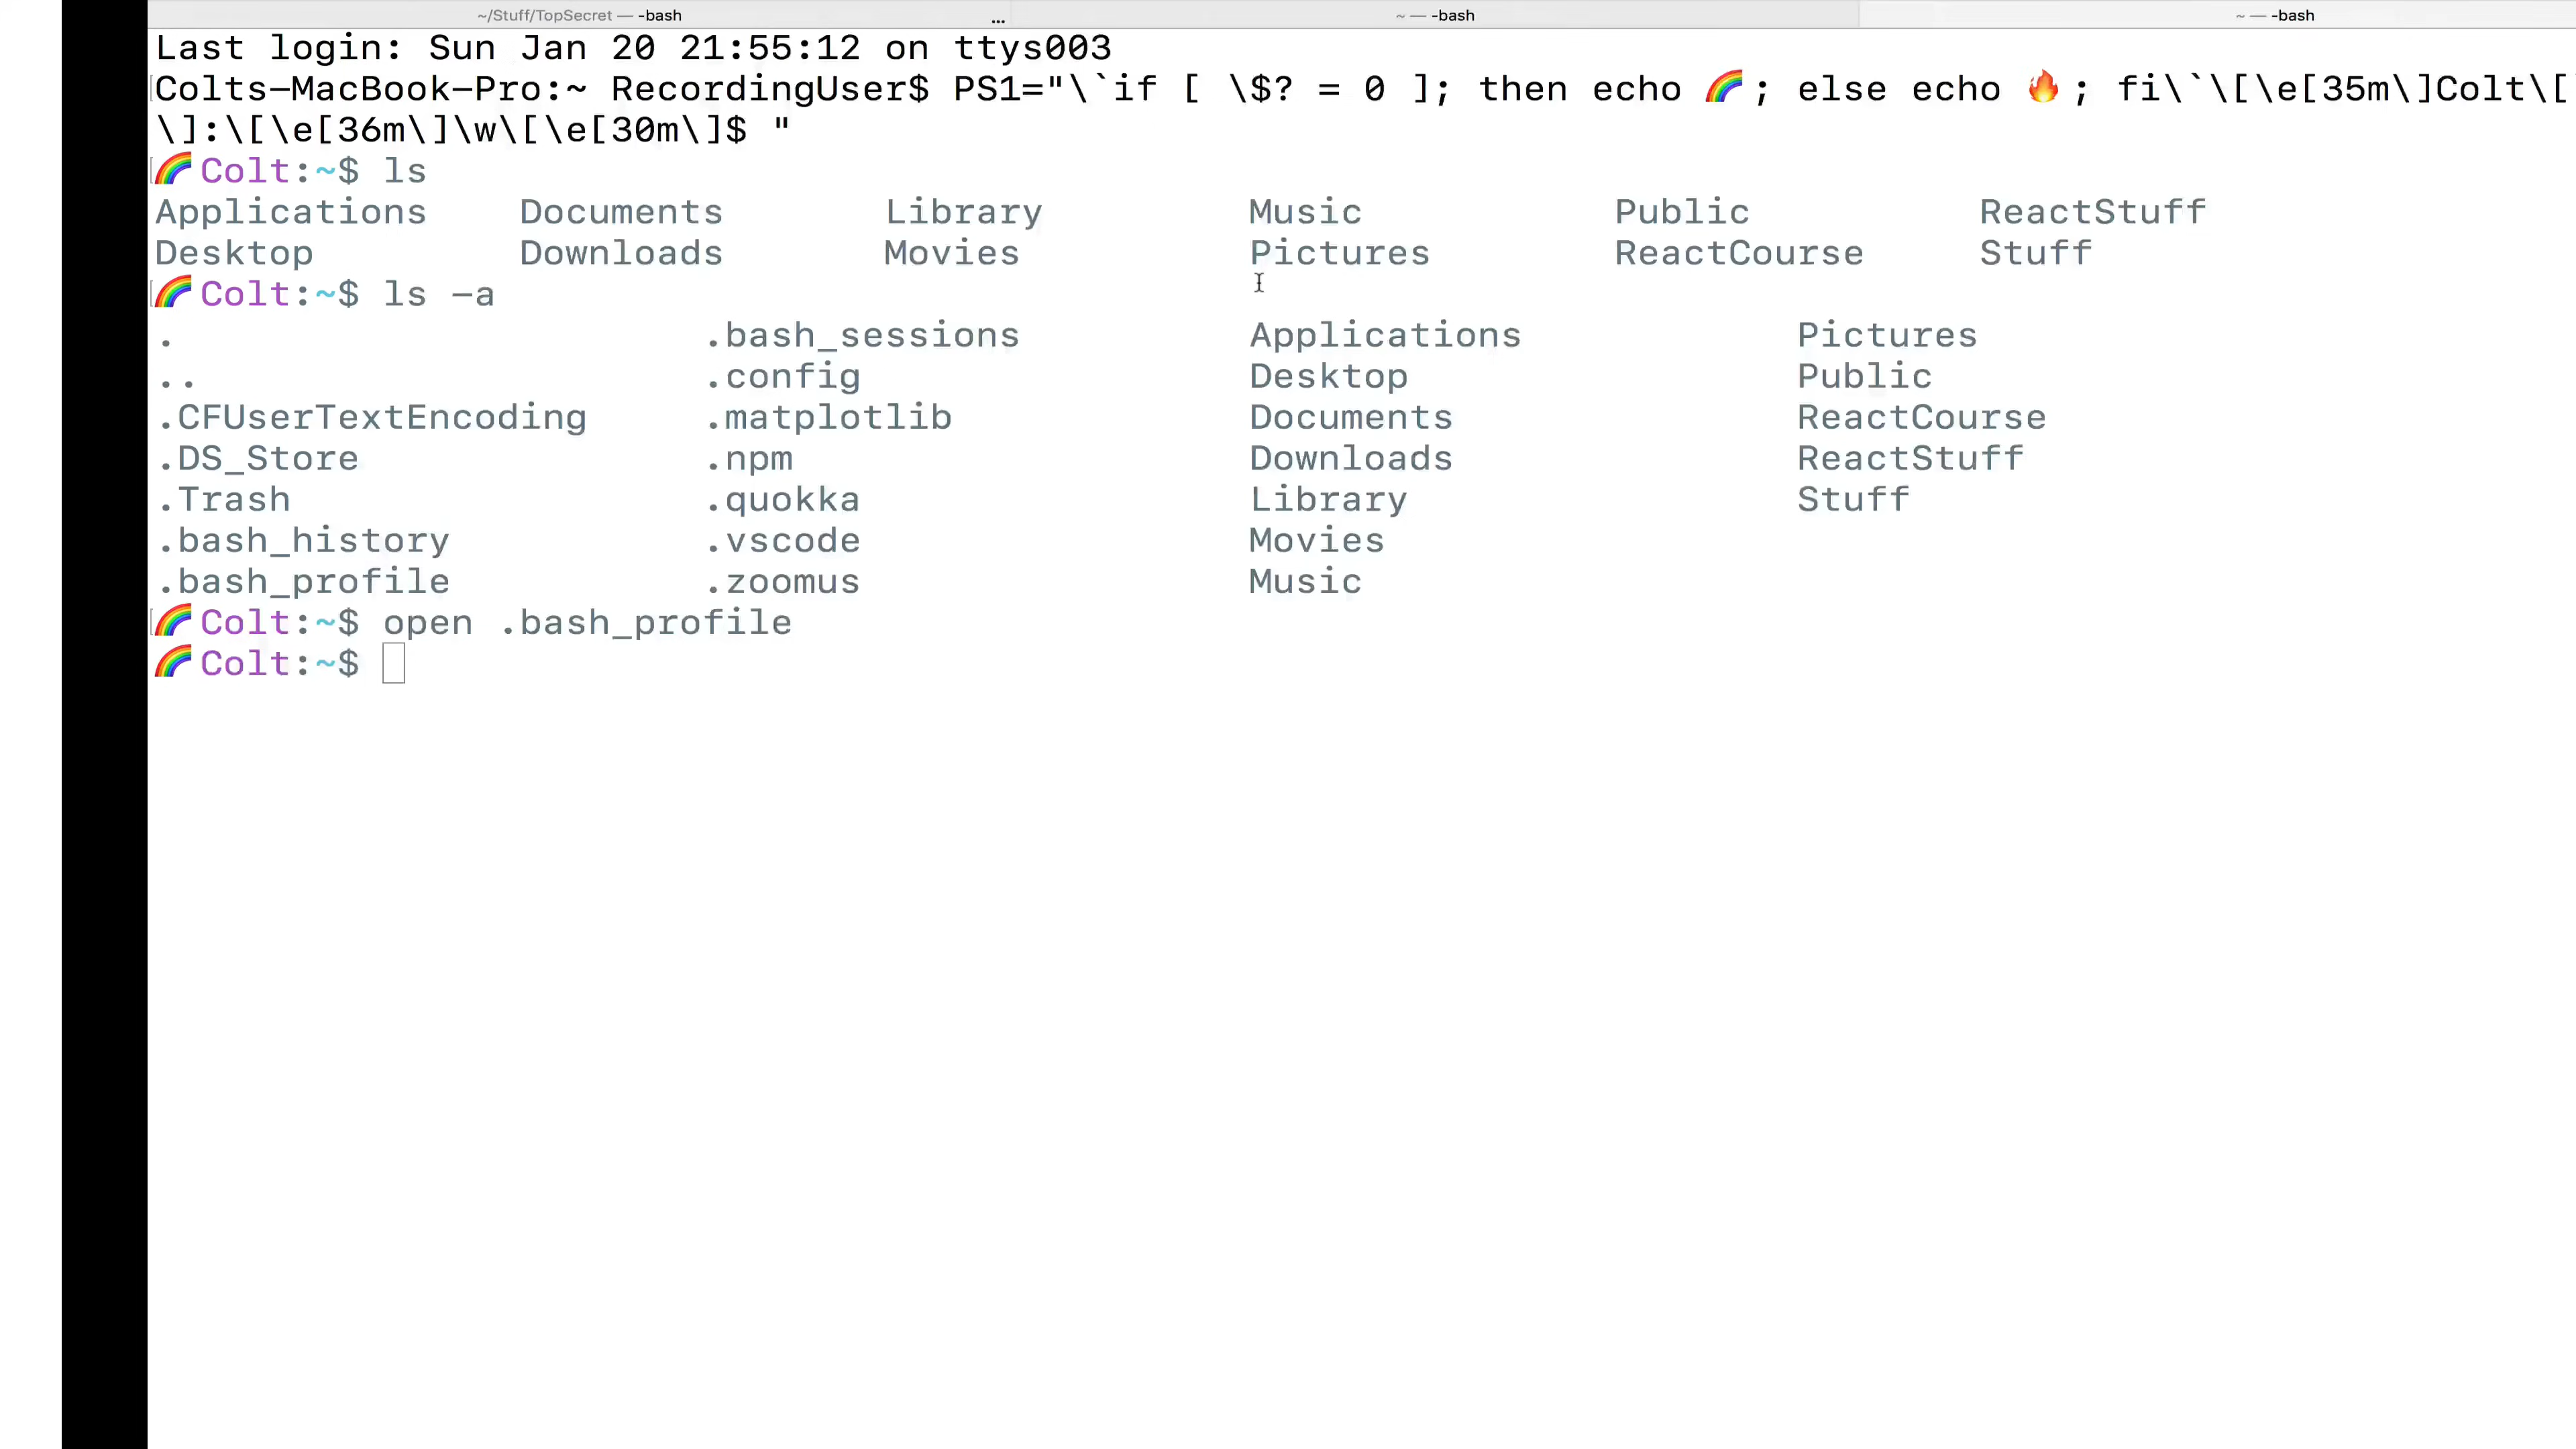 ~/Stuff/TopSecret — -bash ... ~ — -bash ~ — -bash
Last login: Sun Jan 20 21:55:12 on ttys003
Colts-MacBook-Pro:~ RecordingUser$ PS1="\`if [ \$? = 0 ]; then echo 🌈; else echo 🔥; fi\`\[\e[35m\]Colt\[
\]:\[\e[36m\]\w\[\e[30m\]$ "
🌈Colt:~$ ls
Applications Documents Library Music Public ReactStuff
Desktop Downloads Movies Pictures ReactCourse Stuff
🌈Colt:~$ ls -a
. .bash_sessions Applications Pictures
.. .config Desktop Public
.CFUserTextEncoding .matplotlib Documents ReactCourse
.DS_Store .npm Downloads ReactStuff
.Trash .quokka Library Stuff
.bash_history .vscode Movies
.bash_profile .zoomus Music
🌈Colt:~$ open .bash_profile
🌈Colt:~$